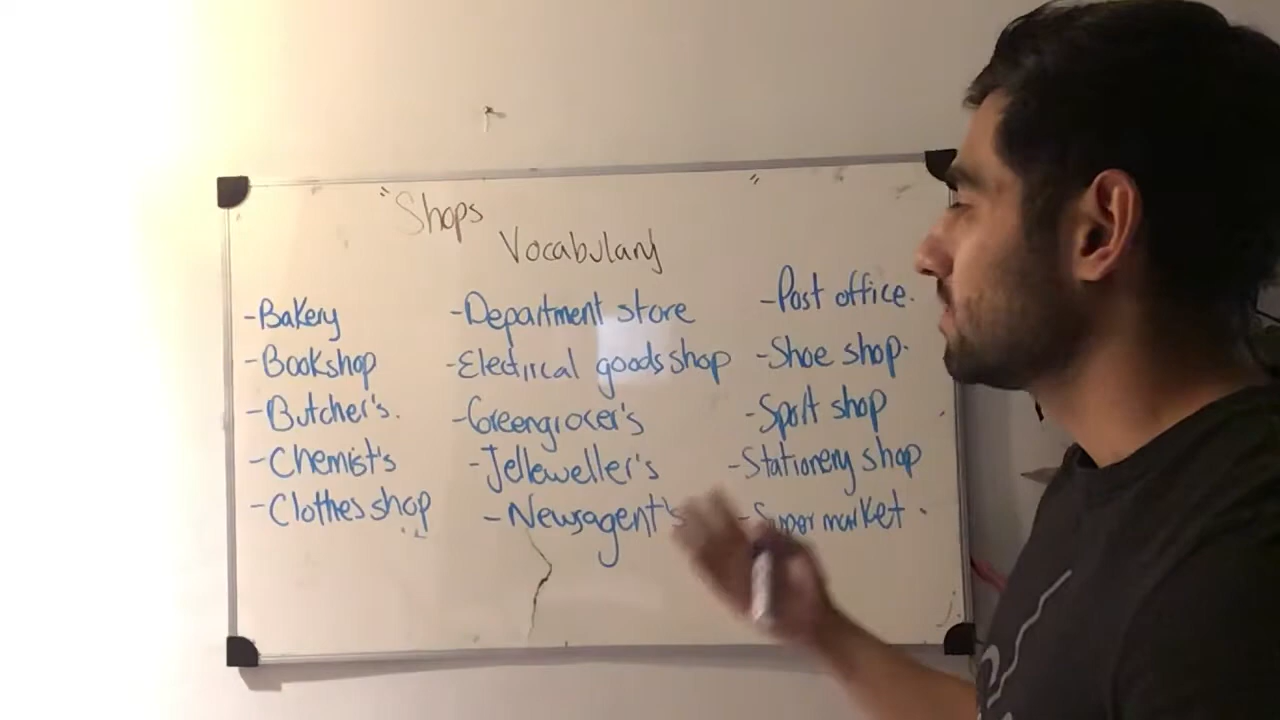 "Shops "
Vocabulary
-Bakery
-Bookshop
-Butcher's.
-Chemist's
-Clothes shop
-Department store
-Electircal goods shop
-Greengrocer's
-Jelleweller's
-Newsagent's
-Post office.
-Shoe shop.
-Sport shop
-Stationery shop
-Super market.